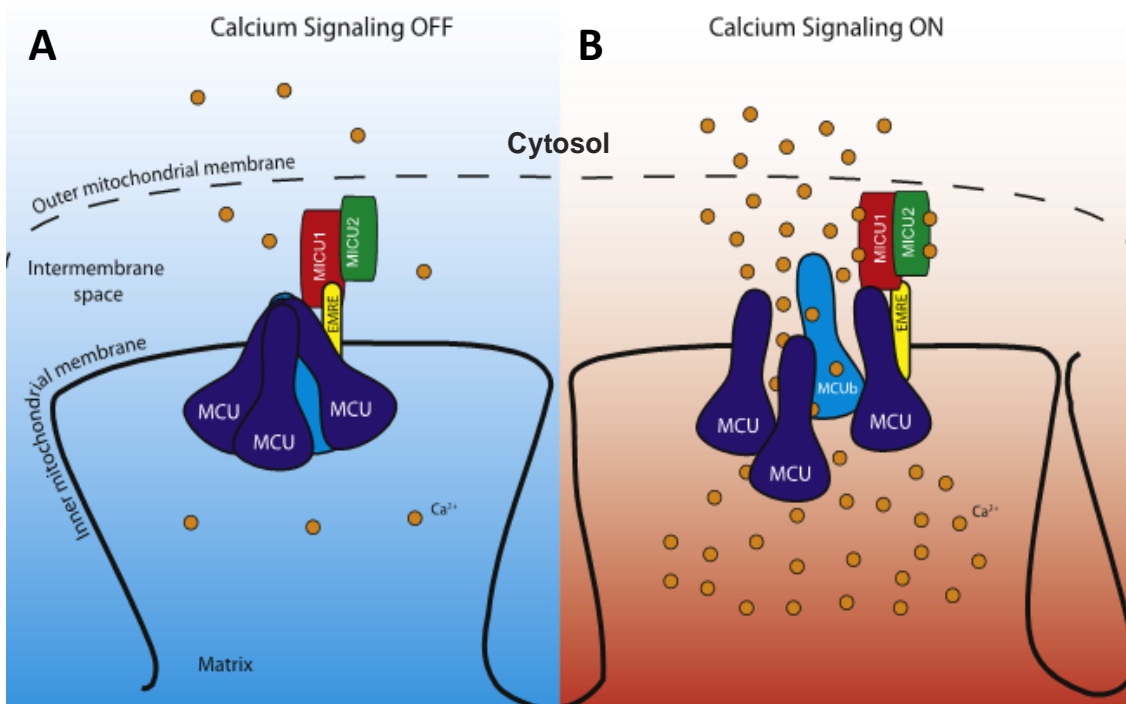 A
Calcium Signaling OFF
B
Calcium Signaling ON
Cytosol
Outer mitochondrial membrane
Intermembrane
space
MICU1
MICU2
EMRE
Inner mitochondrial membrane
MCU
MCU
MCU
Ca²⁺
Matrix
MICU1
MICU2
EMRE
MCUb
MCU
MCU
MCU
Ca²⁺